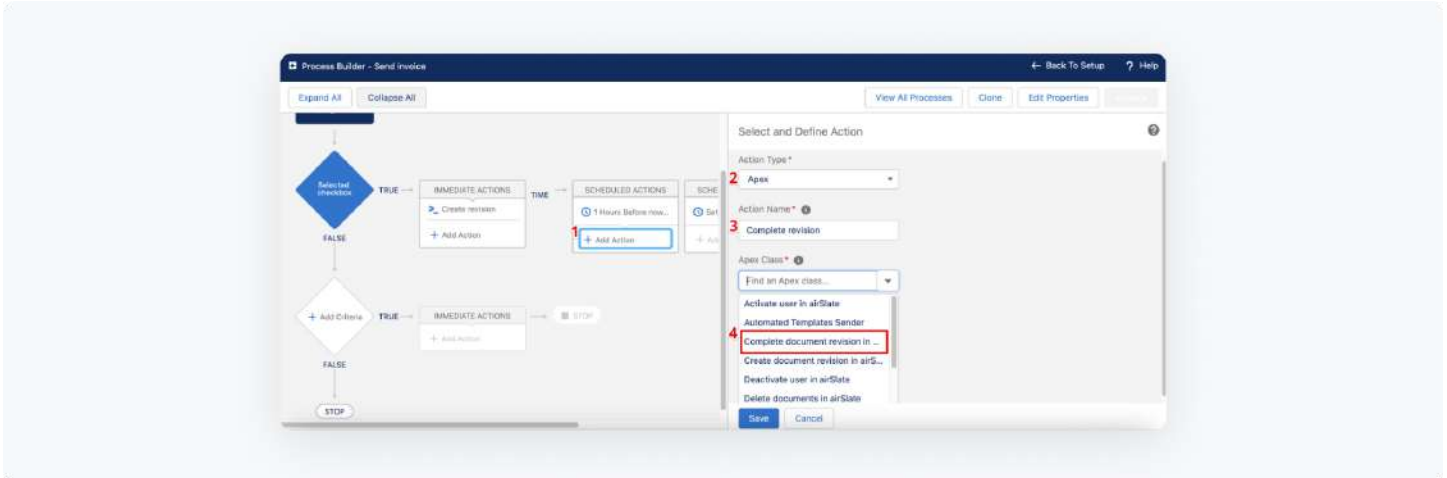 Process Builder - Send invoice
← Back To Setup ? Help
Expand All Collapse All
View All Processes Clone Edit Properties
Selected checkbox
TRUE
IMMEDIATE ACTIONS
Create revision
+ Add Action
TIME
SCHEDULED ACTIONS
1 Hours Before now...
1
+ Add Action
SCHE
Set
+ Ad
FALSE
+ Add Criteria
TRUE
IMMEDIATE ACTIONS
+ Add Action
STOP
FALSE
STOP
Select and Define Action
Action Type *
2 Apex
Action Name *
3 Complete revision
Apex Class *
Find an Apex class...
Activate user in airSlate
Automated Templates Sender
4 Complete document revision in ...
Create document revision in airS...
Deactivate user in airSlate
Delete documents in airSlate
Save Cancel